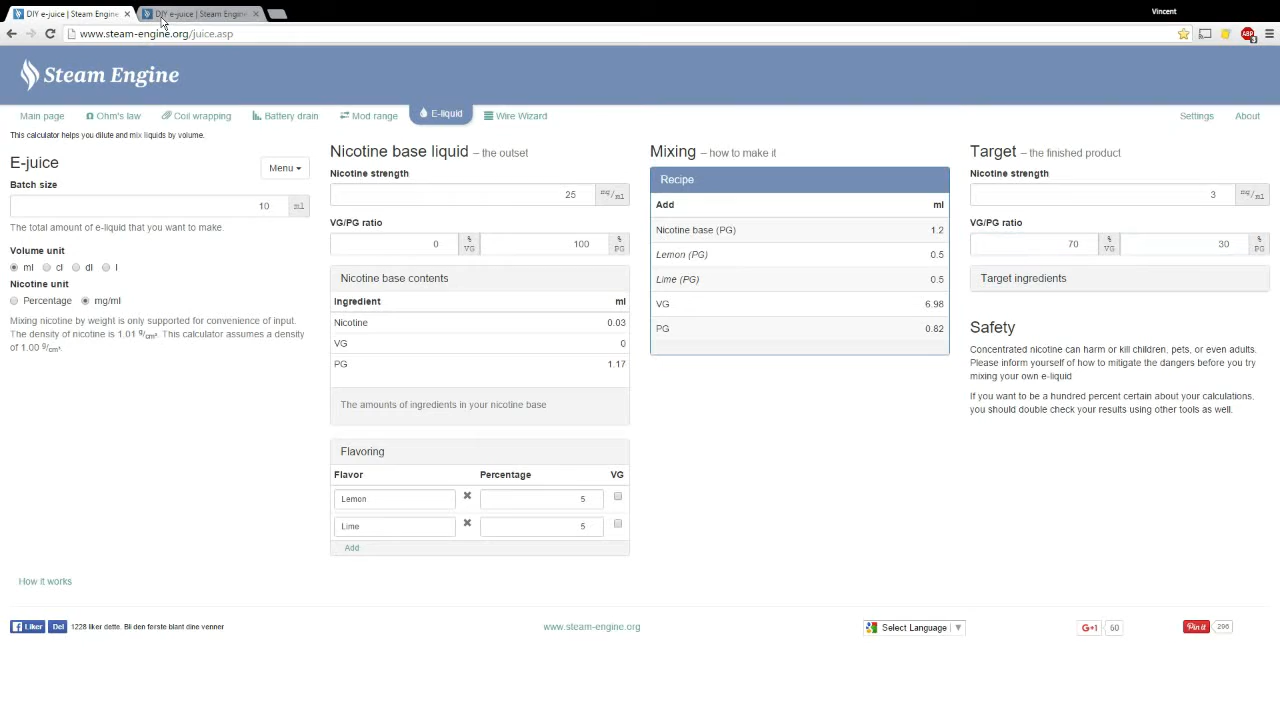 DIY e-juice | Steam Engine
DIY e-juice | Steam Engine
Vincent
www.steam-engine.org/juice.asp
Steam Engine
Main page
Ohm's law
Coil wrapping
Battery drain
Mod range
E-liquid
Wire Wizard
Settings
About
This calculator helps you dilute and mix liquids by volume.
E-juice
Menu
Batch size
10 ml
The total amount of e-liquid that you want to make.
Volume unit
ml cl dl l
Nicotine unit
Percentage mg/ml
Mixing nicotine by weight is only supported for convenience of input.
The density of nicotine is 1.01 g/cm³. This calculator assumes a density
of 1.00 g/cm³.
How it works
Nicotine base liquid – the outset
Nicotine strength
25 mg/ml
VG/PG ratio
0 % VG 100 % PG
Nicotine base contents
Ingredient ml
Nicotine 0.03
VG 0
PG 1.17
The amounts of ingredients in your nicotine base
Flavoring
Flavor Percentage VG
Lemon 5
Lime 5
Add
Mixing – how to make it
Recipe
Add ml
Nicotine base (PG) 1.2
Lemon (PG) 0.5
Lime (PG) 0.5
VG 6.98
PG 0.82
Target – the finished product
Nicotine strength
3 mg/ml
VG/PG ratio
70 % VG 30 % PG
Target ingredients
Safety
Concentrated nicotine can harm or kill children, pets, or even adults.
Please inform yourself of how to mitigate the dangers before you try
mixing your own e-liquid
If you want to be a hundred percent certain about your calculations,
you should double check your results using other tools as well.
Liker Del 1228 liker dette. Bli den første blant dine venner
www.steam-engine.org
Select Language
G+1 60
Pin it 296